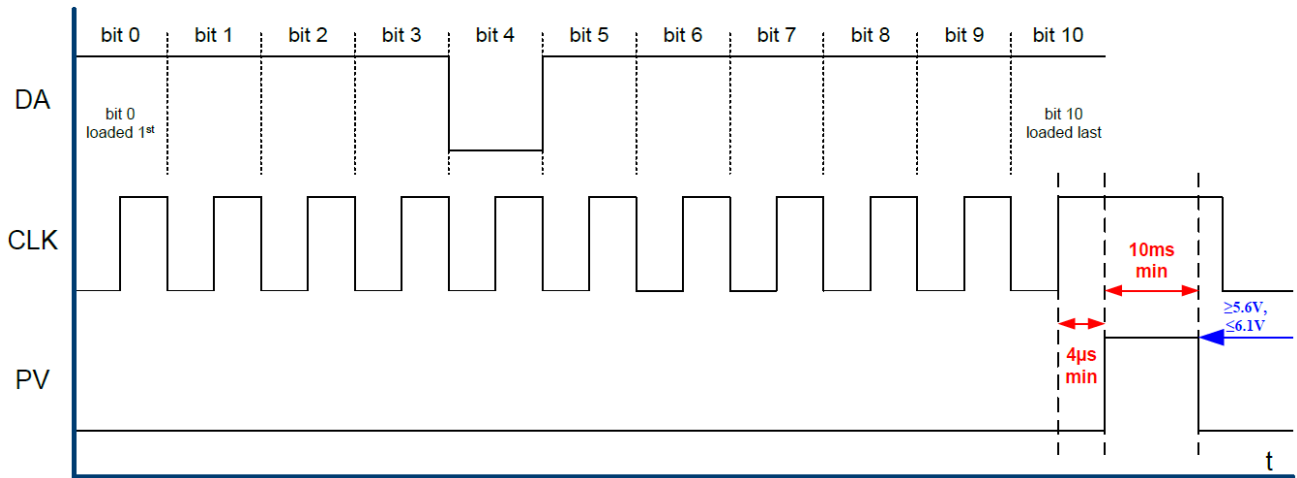 bit 0 bit 1 bit 2 bit 3 bit 4 bit 5 bit 6 bit 7 bit 8 bit 9 bit 10
DA
bit 0
loaded 1st
bit 10
loaded last
CLK
10ms
min
≥5.6V,
≤6.1V
4µs
min
PV
t